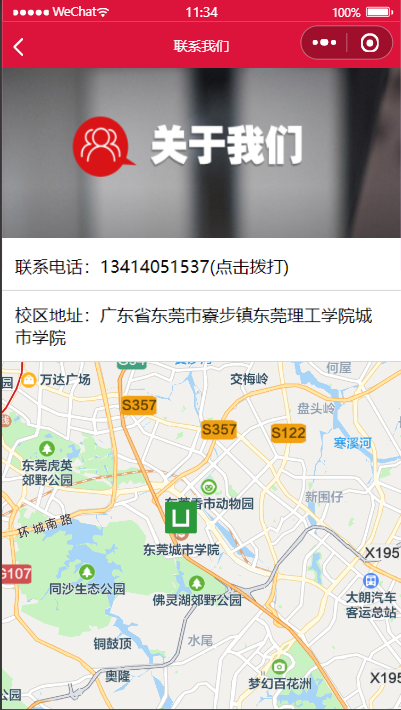 WeChat
11:34
100%
联系我们
关于我们
联系电话：13414051537(点击拨打)
校区地址：广东省东莞市寮步镇东莞理工学院城
市学院
何屋
万达广场
交梅岭
S357
盘头岭
S357
S122
寒溪河
东莞虎英
郊野公园
新围仔
东莞香市动物园
环城南路
东莞城市学院
X195
G107
同沙生态公园
佛灵湖郊野公园
大朗汽车
客运总站
水尾
铜鼓顶
奥隆
梦幻百花洲
X195
公园